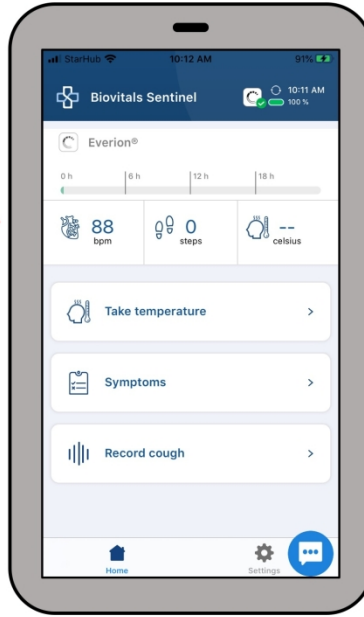 StarHub 10:12 AM 91%
Biovitals Sentinel 10:11 AM
100 %
Everion®
0 h 6 h 12 h 18 h
88 0 --
bpm steps celsius
Take temperature
Symptoms
Record cough
Home Settings